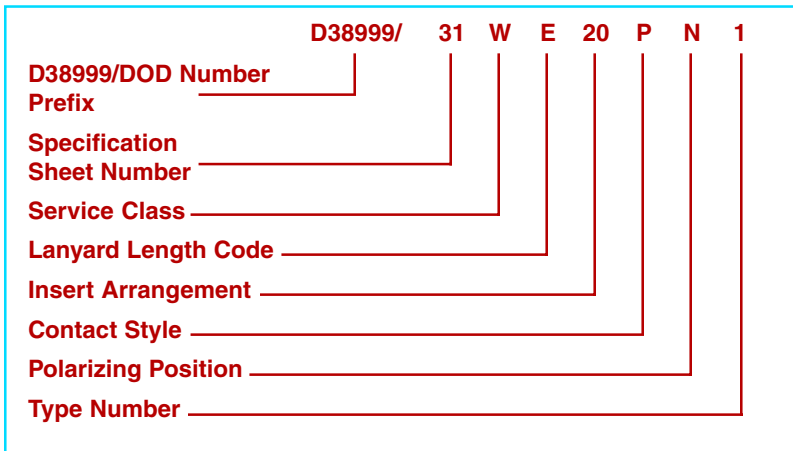 D38999/ 31 W E 20 P N 1
D38999/DOD Number
Prefix
Specification
Sheet Number
Service Class
Lanyard Length Code
Insert Arrangement
Contact Style
Polarizing Position
Type Number